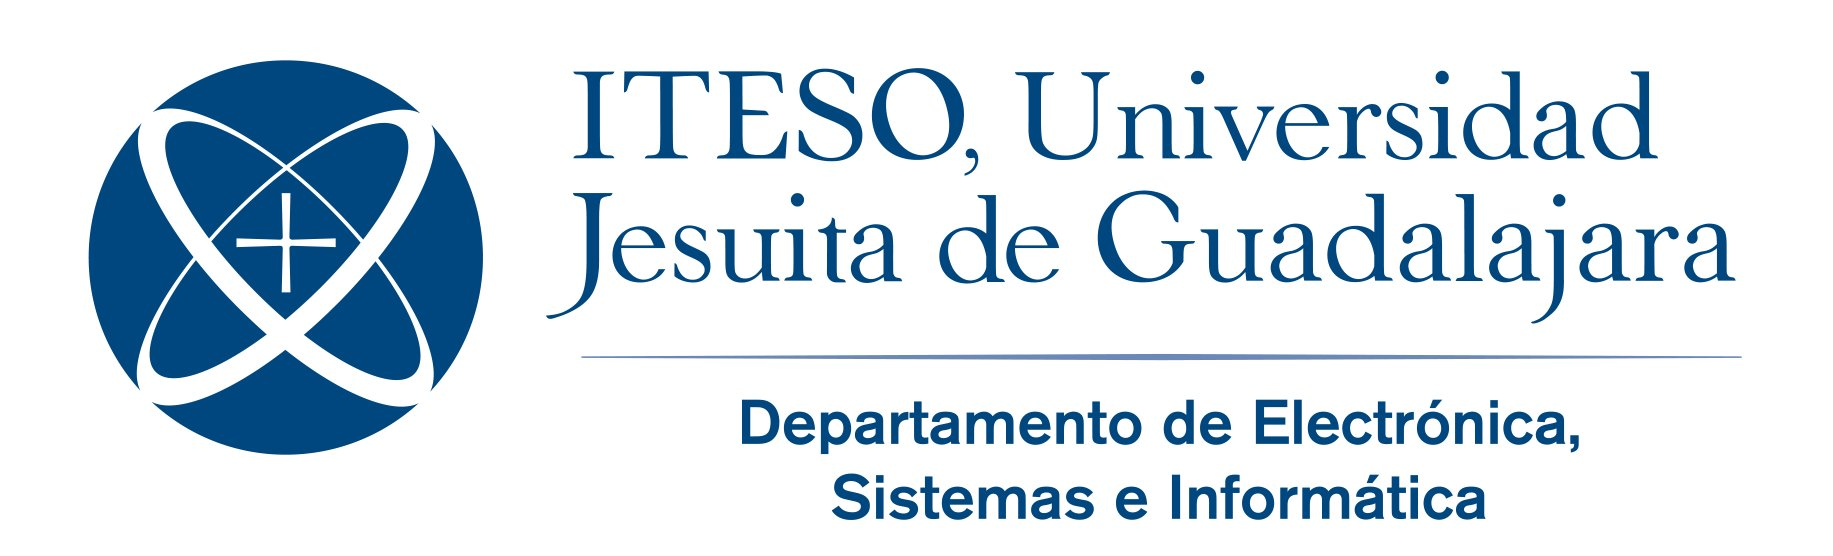 ITESO, Universidad
Jesuita de Guadalajara
Departamento de Electrónica,
Sistemas e Informática